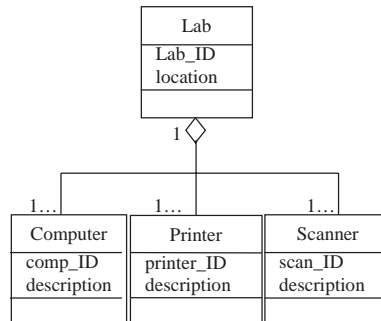 Lab
Lab_ID
location
1
1... 1... 1...
Computer Printer Scanner
comp_ID printer_ID scan_ID
description description description